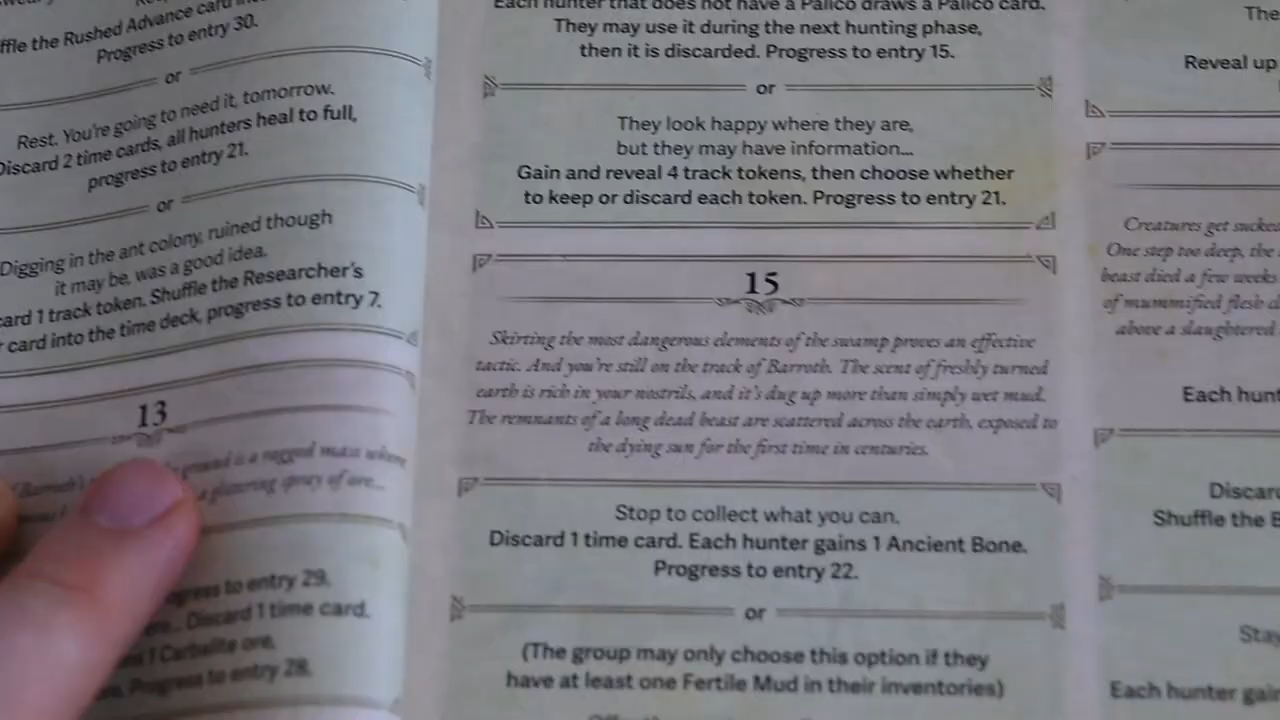 ffle the Rushed Advance card
Progress to entry 30.
or
Rest. You're going to need it, tomorrow.
Discard 2 time cards, all hunters heal to full,
progress to entry 21.
or
Digging in the ant colony, ruined though
it may be, was a good idea.
card 1 track token. Shuffle the Researcher's
r card into the time deck, progress to entry 7.
13
ground is a ragged mass where
a glittering spray of ore...
ogress to entry 29.
Discard 1 time card.
1 Carbalite ore.
Progress to entry 28.
Each hunter that does not have a Palico draws a Palico card.
They may use it during the next hunting phase,
then it is discarded. Progress to entry 15.
or
They look happy where they are,
but they may have information...
Gain and reveal 4 track tokens, then choose whether
to keep or discard each token. Progress to entry 21.
15
Skirting the most dangerous elements of the swamp proves an effective
tactic. And you're still on the track of Barroth. The scent of freshly turned
earth is rich in your nostrils, and it's dug up more than simply wet mud.
The remnants of a long dead beast are scattered across the earth, exposed to
the dying sun for the first time in centuries.
Stop to collect what you can.
Discard 1 time card. Each hunter gains 1 Ancient Bone.
Progress to entry 22.
or
(The group may only choose this option if they
have at least one Fertile Mud in their inventories)
The
Reveal up
Creatures get sucked
One step too deep, the
beast died a few weeks
of mummified flesh
above a slaughtered
Each hunt
Discard
Shuffle the
Stay
Each hunter gain